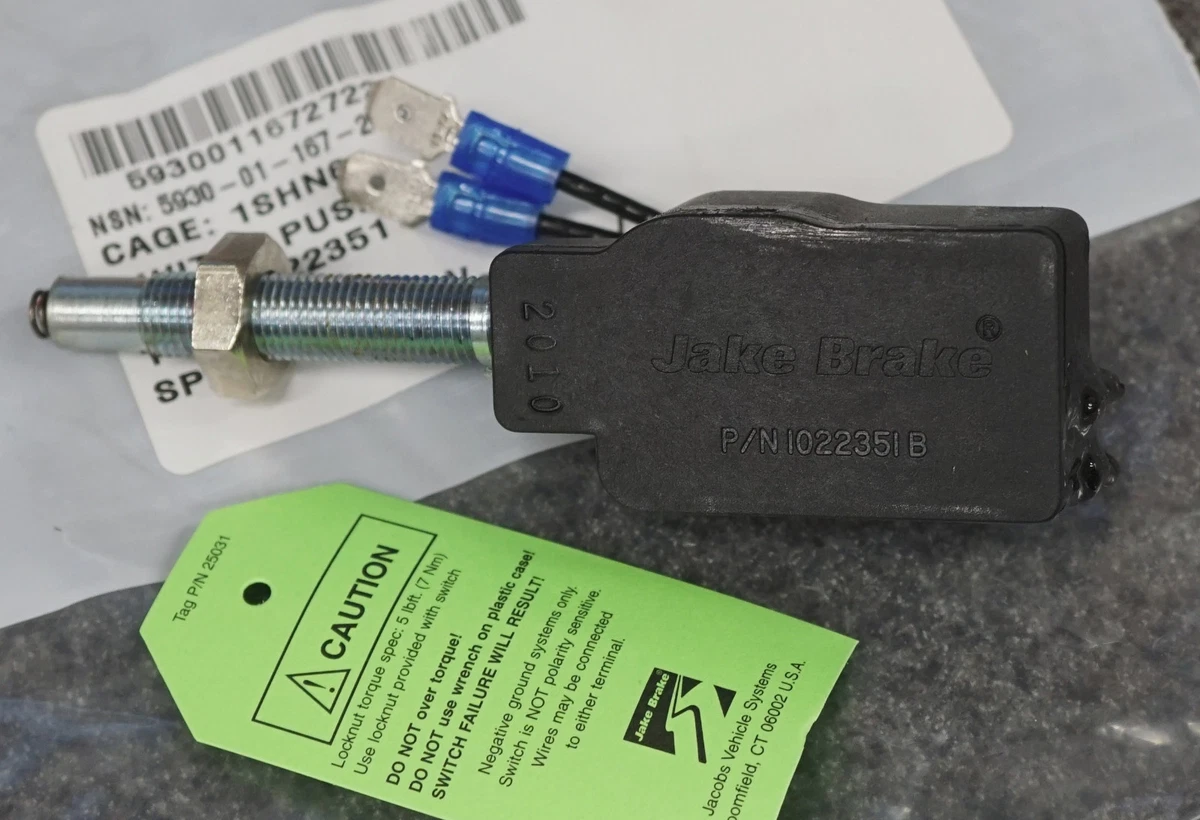 5930011672722
NSN: 5930-01-167-2
CAGE: 1SHN6
PUS
22351
SP
2010
Jake Brake®
P/N 1022351 B
Tag P/N 25031
CAUTION
Locknut torque spec: 5 lbft. (7 Nm)
Use locknut provided with switch
DO NOT over torque!
DO NOT use wrench on plastic case!
SWITCH FAILURE WILL RESULT!
Negative ground systems only.
Switch is NOT polarity sensitive.
Wires may be connected
to either terminal.
Jake Brake®
Jacobs Vehicle Systems
oomfield, CT 06002 U.S.A.